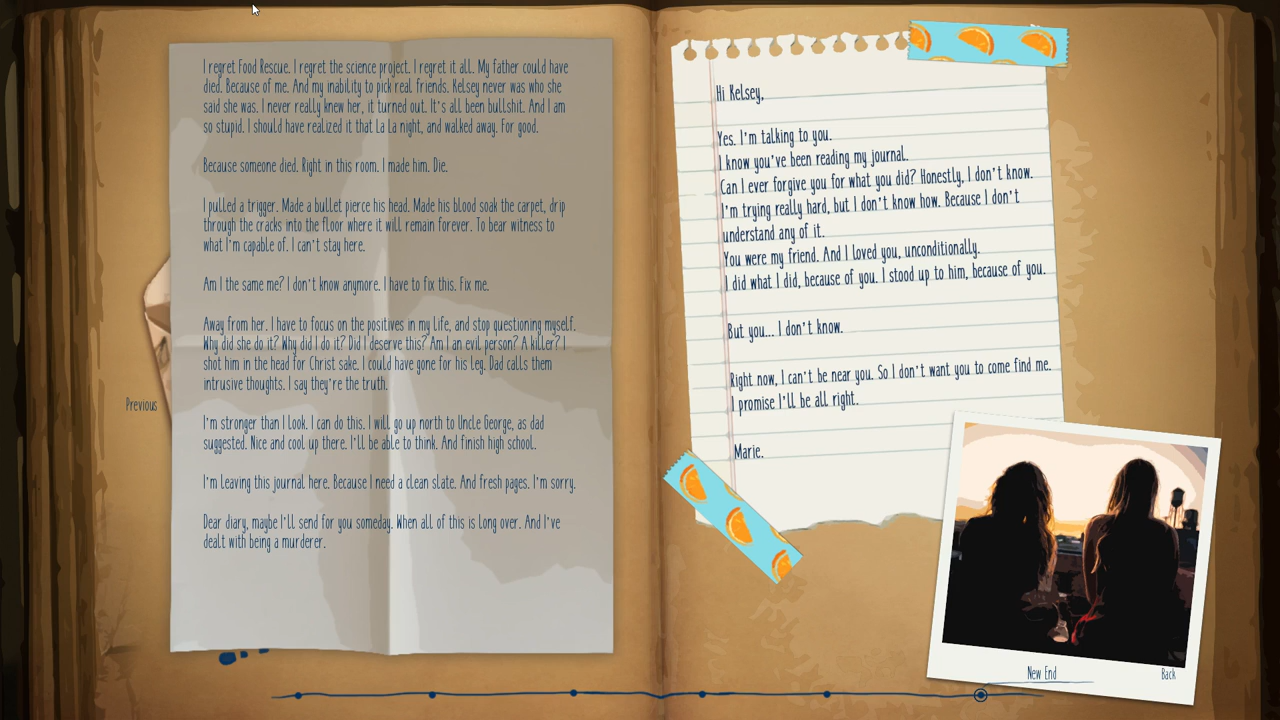 I regret Food Rescue. I regret the science project. I regret it all. My father could have
died. Because of me. And my inability to pick real friends. Kelsey never was who she
said she was. I never really knew her, it turned out. It's all been bullshit. And I am
so stupid. I should have realized it that La La night, and walked away. For good.
Because someone died. Right in this room. I made him. Die.
I pulled a trigger. Made a bullet pierce his head. Made his blood soak the carpet, drip
through the cracks into the floor where it will remain forever. To bear witness to
what I'm capable of. I can't stay here.
Am I the same me? I don't know anymore. I have to fix this. Fix me.
Away from her. I have to focus on the positives in my life, and stop questioning myself.
Why did she do it? Why did I do it? Did I deserve this? Am I an evil person? A killer? I
shot him in the head for Christ sake. I could have gone for his leg. Dad calls them
intrusive thoughts. I say they're the truth.
I'm stronger than I look. I can do this. I will go up north to Uncle George, as dad
suggested. Nice and cool up there. I'll be able to think. And finish high school.
I'm leaving this journal here. Because I need a clean slate. And fresh pages. I'm sorry.
Dear diary, maybe I'll send for you someday. When all of this is long over. And I've
dealt with being a murderer.
Previous
Hi Kelsey,
Yes. I'm talking to you.
I know you've been reading my journal.
Can I ever forgive you for what you did? Honestly, I don't know.
I'm trying really hard, but I don't know how. Because I don't
understand any of it.
You were my friend. And I loved you, unconditionally.
I did what I did, because of you. I stood up to him, because of you.
But you... I don't know.
Right now, I can't be near you. So I don't want you to come find me.
I promise I'll be all right.
Marie.
New End
Back